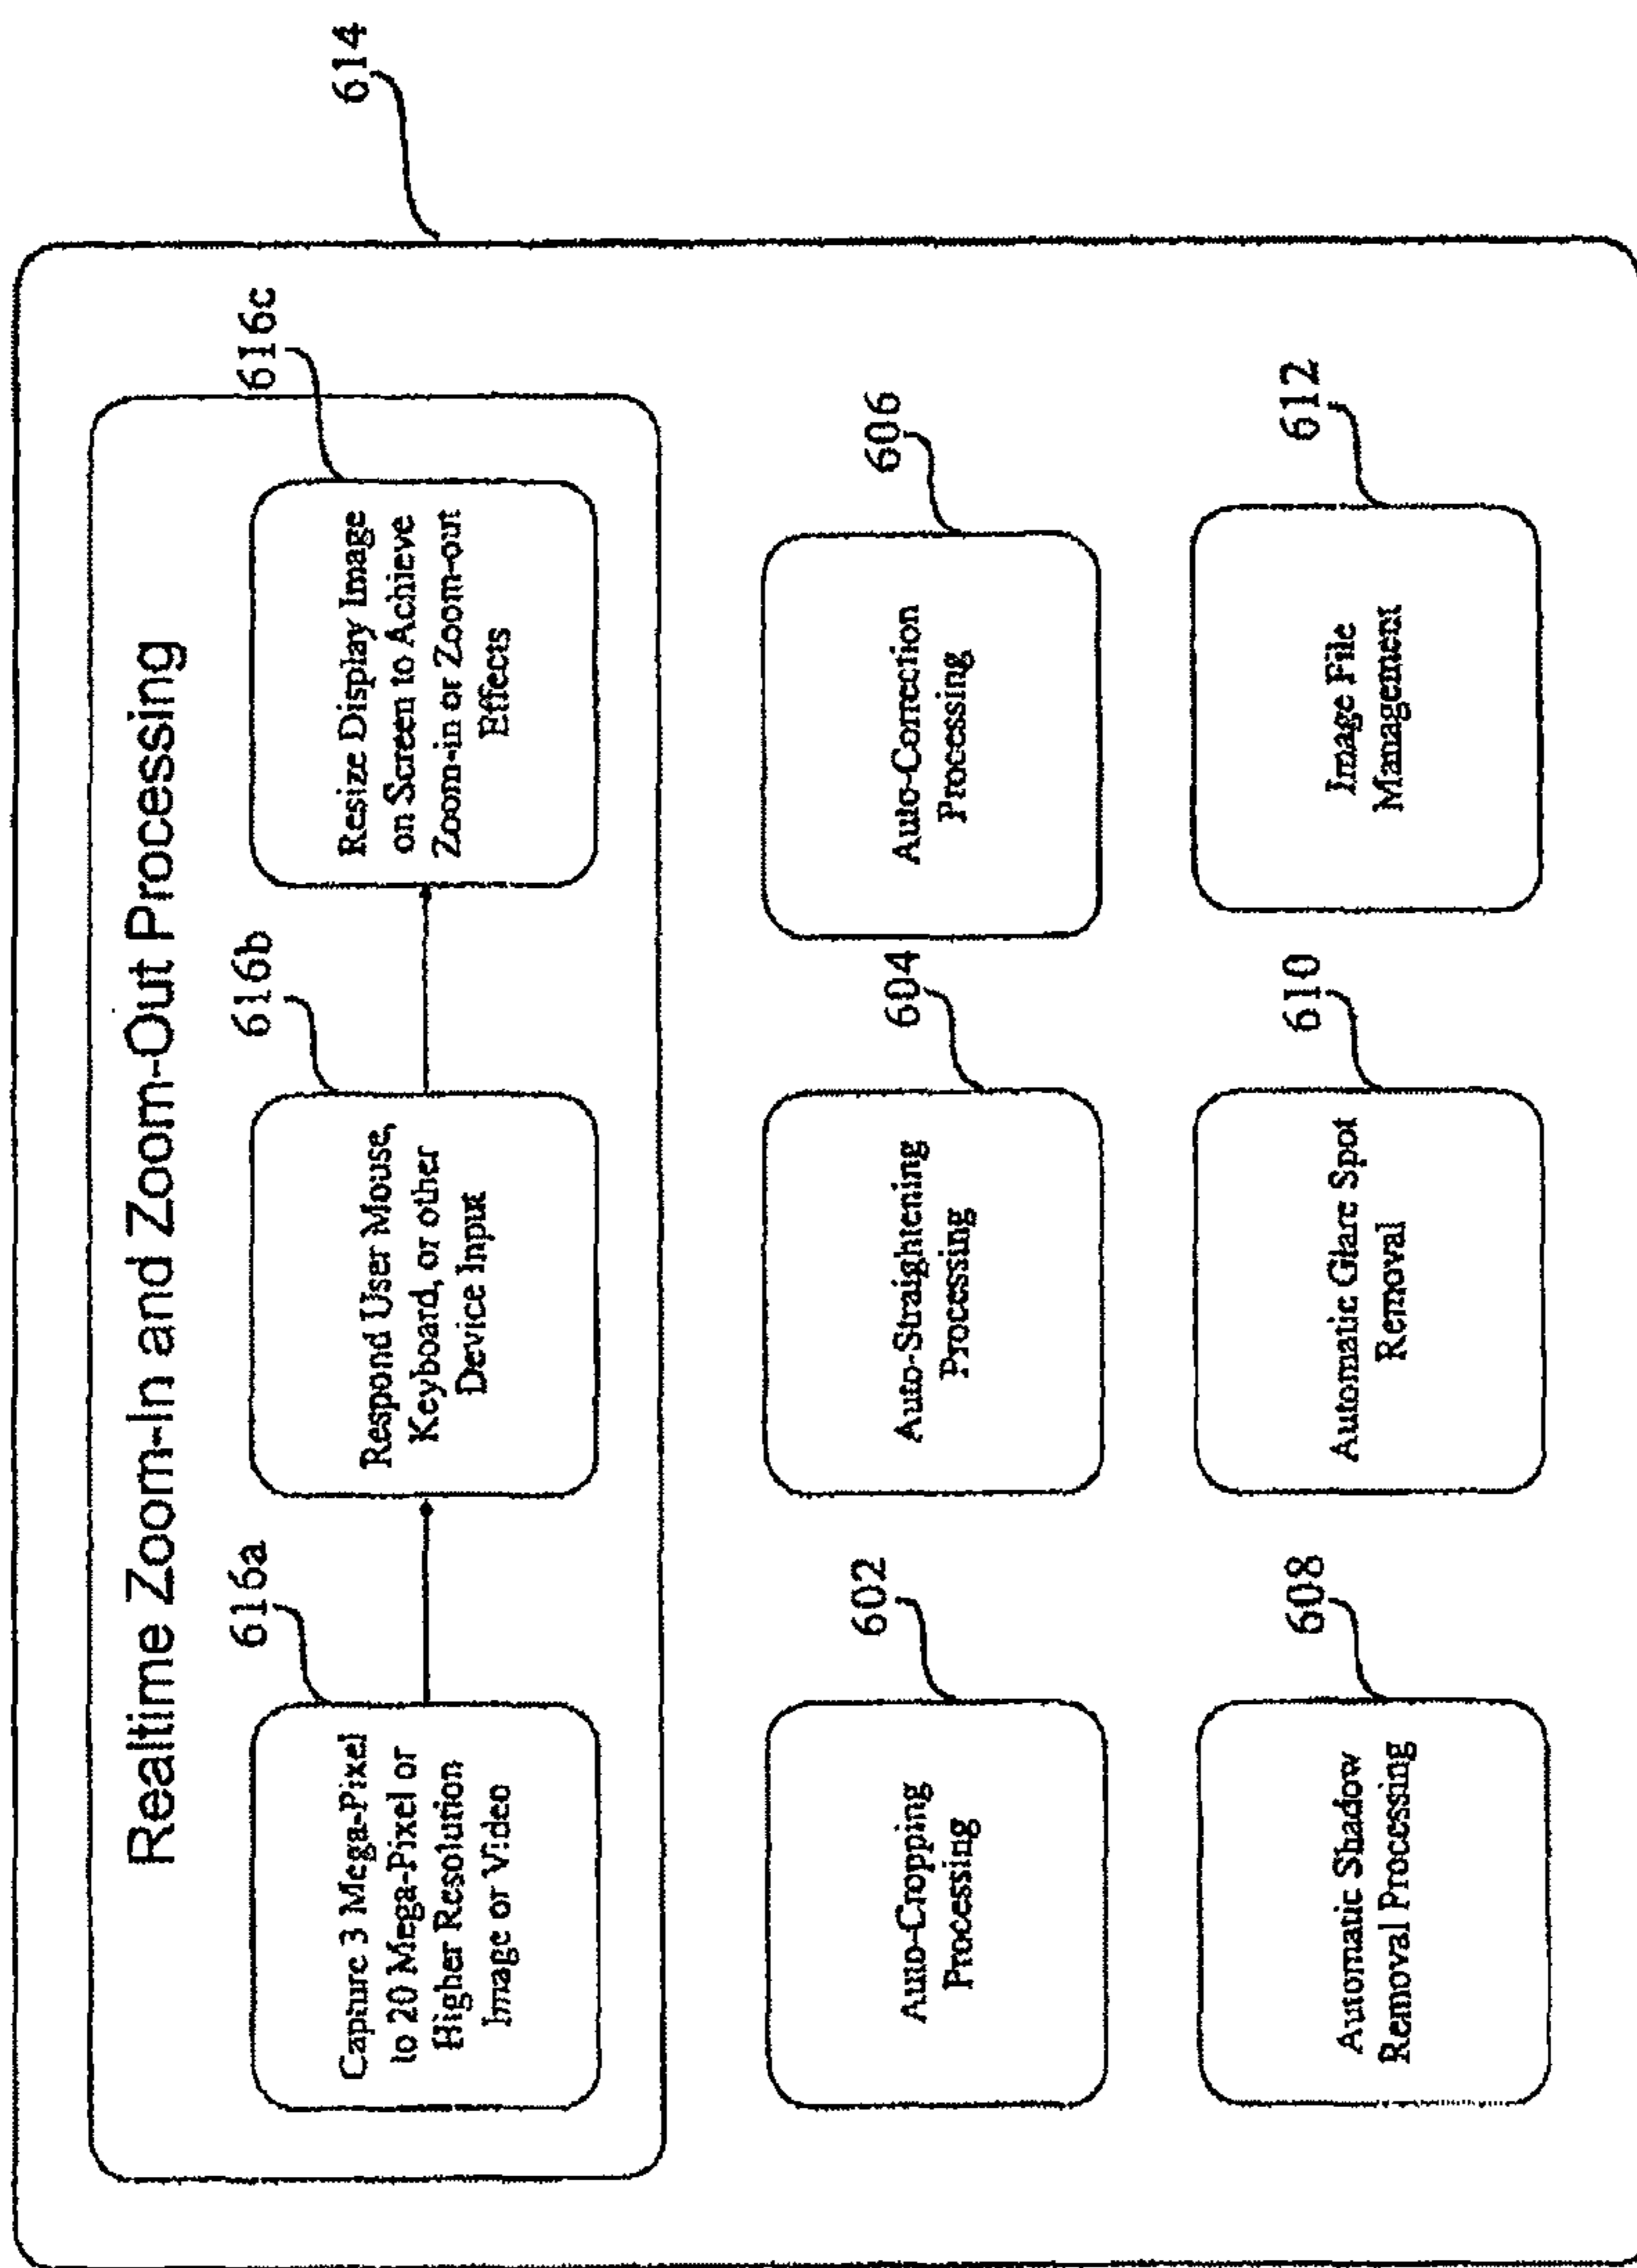 614
Realtime Zoom-In and Zoom-Out Processing
616a
Capture 3 Mega-Pixel
to 20 Mega-Pixel or
Higher Resolution
Image or Video
616b
Respond User Mouse,
Keyboard, or other
Device Input
616c
Resize Display Image
on Screen to Achieve
Zoom-in or Zoom-out
Effects
602
Auto-Cropping
Processing
604
Auto-Straightening
Processing
606
Auto-Correction
Processing
608
Automatic Shadow
Removal Processing
610
Automatic Glare Spot
Removal
612
Image File
Management